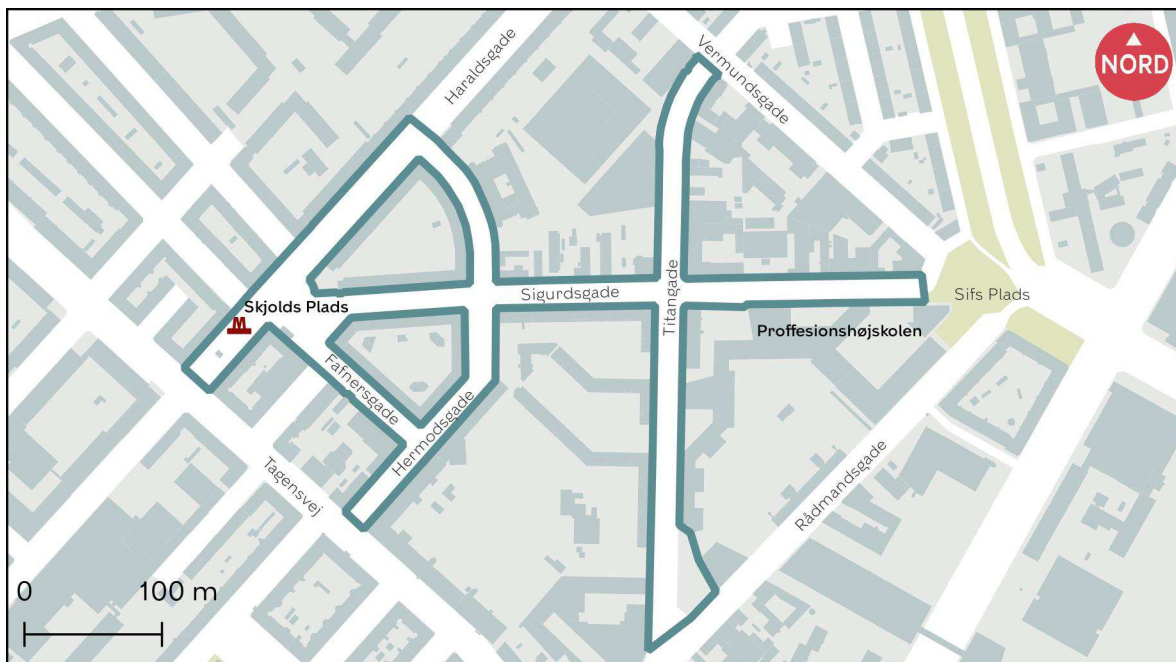 Haraldsgade
Vermundsgade
NORD
Skjolds Plads
M
Sigurdsgade
Titangade
Sifs Plads
Proffesionshøjskolen
Fafnersgade
Hermodsgade
Tagensvej
Rådmandsgade
0 100 m